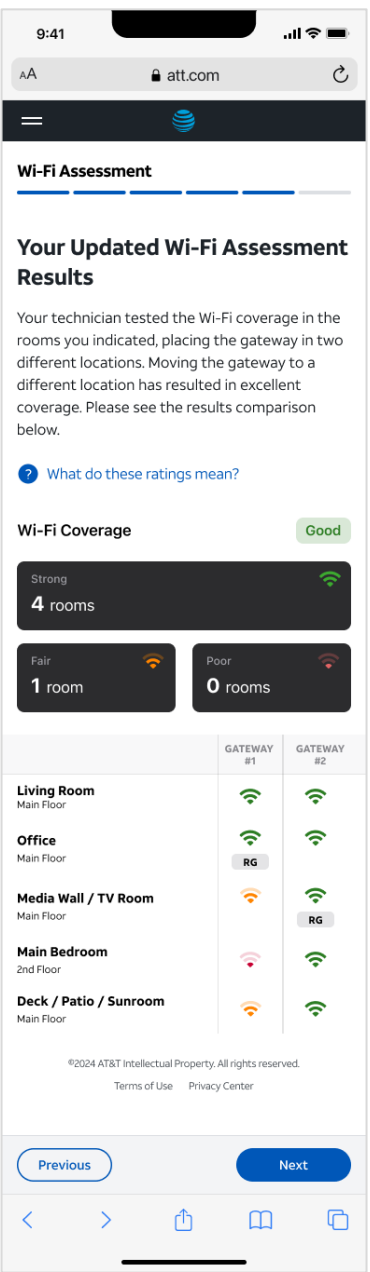 9:41
AA
att.com
Wi-Fi Assessment
Your Updated Wi-Fi Assessment
Results
Your technician tested the Wi-Fi coverage in the
rooms you indicated, placing the gateway in two
different locations. Moving the gateway to a
different location has resulted in excellent
coverage. Please see the results comparison
below.
? What do these ratings mean?
Wi-Fi Coverage Good
Strong
4 rooms
Fair
1 room
Poor
0 rooms
GATEWAY
#1
GATEWAY
#2
Living Room
Main Floor
Office
Main Floor
RG
Media Wall / TV Room
Main Floor
RG
Main Bedroom
2nd Floor
Deck / Patio / Sunroom
Main Floor
©2024 AT&T Intellectual Property. All rights reserved.
Terms of Use Privacy Center
Previous
Next